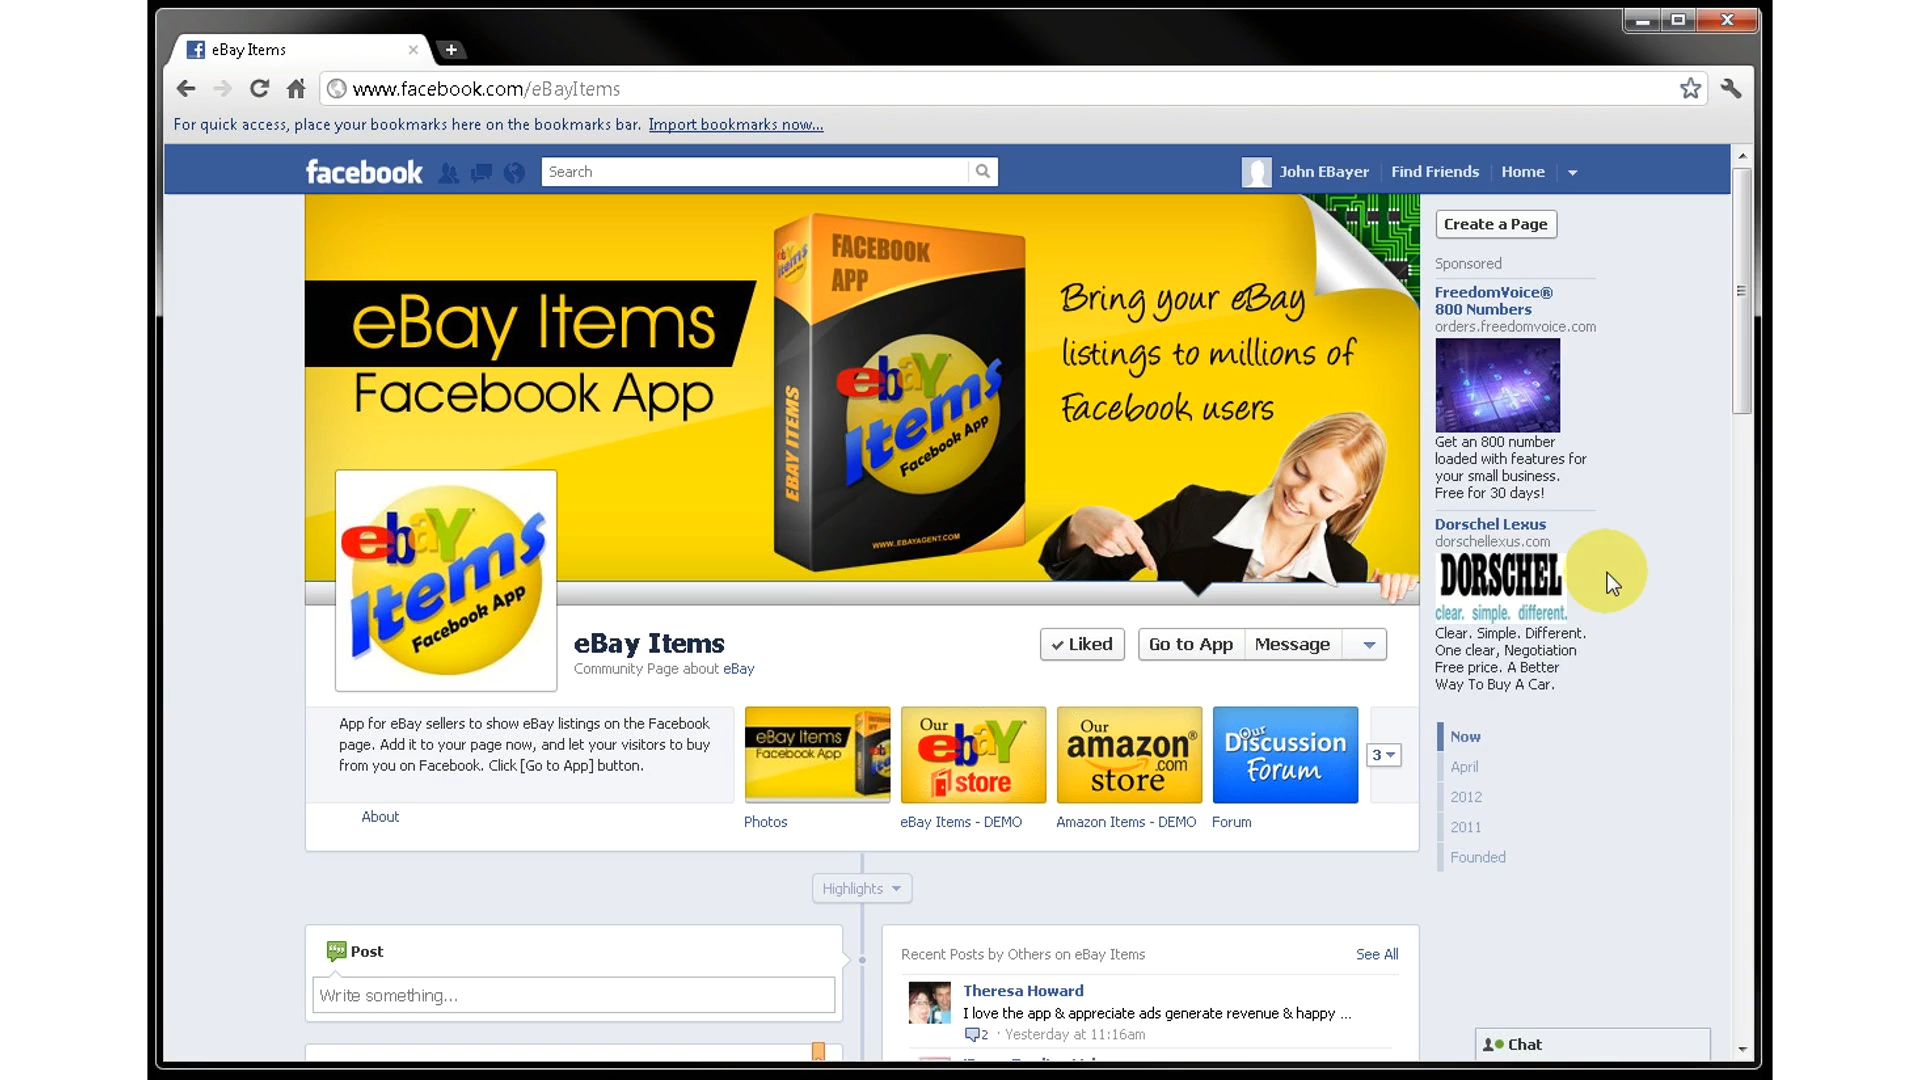 eBay Items
www.facebook.com/eBayItems
For quick access, place your bookmarks here on the bookmarks bar. Import bookmarks now...
facebook
Search
John EBayer
Find Friends
Home
eBay Items
Facebook App
FACEBOOK
APP
ebay
Items
Facebook App
EBAY ITEMS
ebay
Items
Facebook App
WWW.EBAYAGENT.COM
Bring your eBay
listings to millions of
Facebook users
ebay
Items
Facebook App
eBay Items
Community Page about eBay
Liked
Go to App
Message
App for eBay sellers to show eBay listings on the Facebook
page. Add it to your page now, and let your visitors to buy
from you on Facebook. Click [Go to App] button.
About
eBay Items
Facebook App
Photos
Our
ebay
store
eBay Items - DEMO
Our
amazon®
.com
store
Amazon Items - DEMO
Our
Discussion
Forum
Forum
3
Highlights
Post
Write something...
Recent Posts by Others on eBay Items
See All
Theresa Howard
I love the app & appreciate ads generate revenue & happy ...
2 · Yesterday at 11:16am
Create a Page
Sponsored
FreedomVoice®
800 Numbers
orders.freedomvoice.com
Get an 800 number
loaded with features for
your small business.
Free for 30 days!
Dorschel Lexus
dorschellexus.com
DORSCHEL
clear. simple. different.
Clear. Simple. Different.
One clear, Negotiation
Free price. A Better
Way To Buy A Car.
Now
April
2012
2011
Founded
Chat